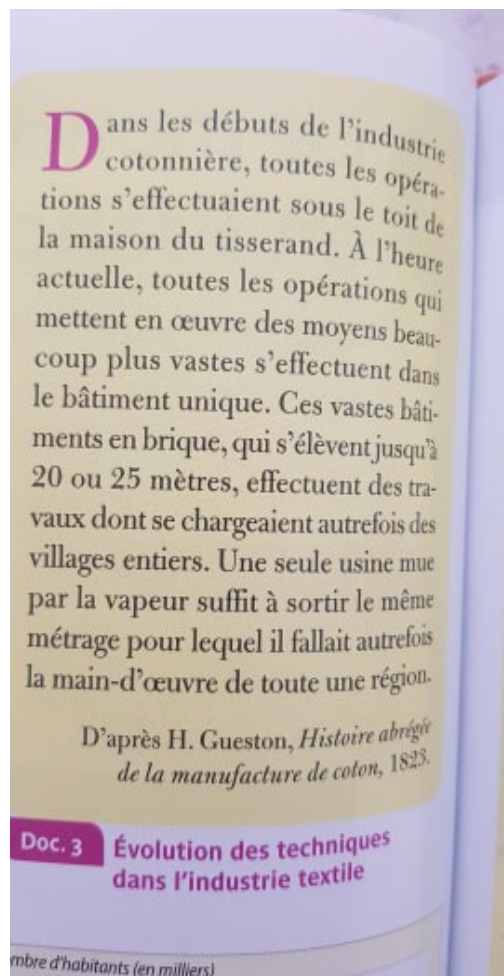 Dans les débuts de l'industrie
cotonnière, toutes les opéra-
tions s'effectuaient sous le toit de
la maison du tisserand. À l'heure
actuelle, toutes les opérations qui
mettent en œuvre des moyens beau-
coup plus vastes s'effectuent dans
le bâtiment unique. Ces vastes bâti-
ments en brique, qui s'élèvent jusqu'à
20 ou 25 mètres, effectuent des tra-
vaux dont se chargeaient autrefois des
villages entiers. Une seule usine mue
par la vapeur suffit à sortir le même
métrage pour lequel il fallait autrefois
la main-d'œuvre de toute une région.
D'après H. Gueston, Histoire abrégée
de la manufacture de coton, 1823.
Doc. 3 Évolution des techniques
dans l'industrie textile
mbre d'habitants (en milliers)